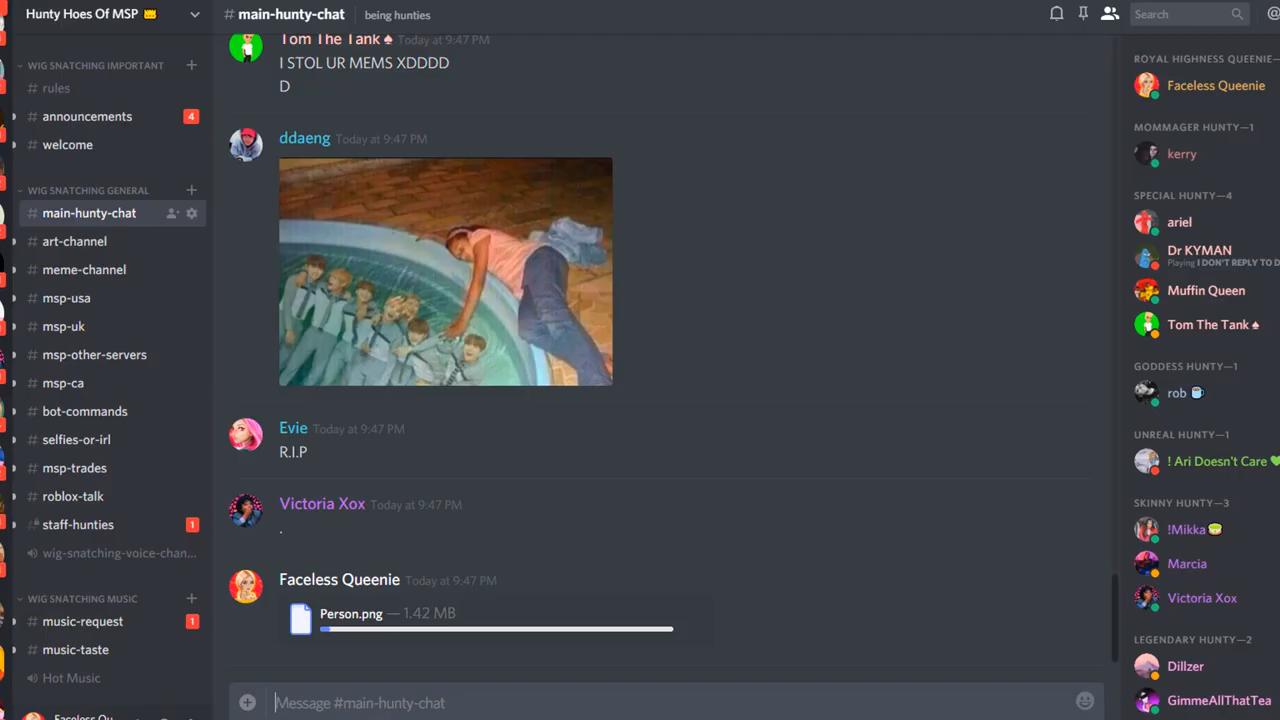 Hunty Hoes Of MSP
WIG SNATCHING IMPORTANT
# rules
# announcements 4
# welcome
WIG SNATCHING GENERAL
# main-hunty-chat
# art-channel
# meme-channel
# msp-usa
# msp-uk
# msp-other-servers
# msp-ca
# bot-commands
# selfies-or-irl
# msp-trades
# roblox-talk
# staff-hunties 1
wig-snatching-voice-chan...
WIG SNATCHING MUSIC
# music-request 1
# music-taste
Hot Music
Faceless Qu
# main-hunty-chat being hunties
Search
Tom The Tank ♠ Today at 9:47 PM
I STOL UR MEMS XDDDD
D
ddaeng Today at 9:47 PM
Evie Today at 9:47 PM
R.I.P
Victoria Xox Today at 9:47 PM
.
Faceless Queenie Today at 9:47 PM
Person.png — 1.42 MB
Message #main-hunty-chat
ROYAL HIGHNESS QUEENIE—
Faceless Queenie
MOMMAGER HUNTY—1
kerry
SPECIAL HUNTY—4
ariel
Dr KYMAN
Playing I DON'T REPLY TO D
Muffin Queen
Tom The Tank ♠
GODDESS HUNTY—1
rob
UNREAL HUNTY—1
! Ari Doesn't Care
SKINNY HUNTY—3
!Mikka
Marcia
Victoria Xox
LEGENDARY HUNTY—2
Dillzer
GimmeAllThatTea